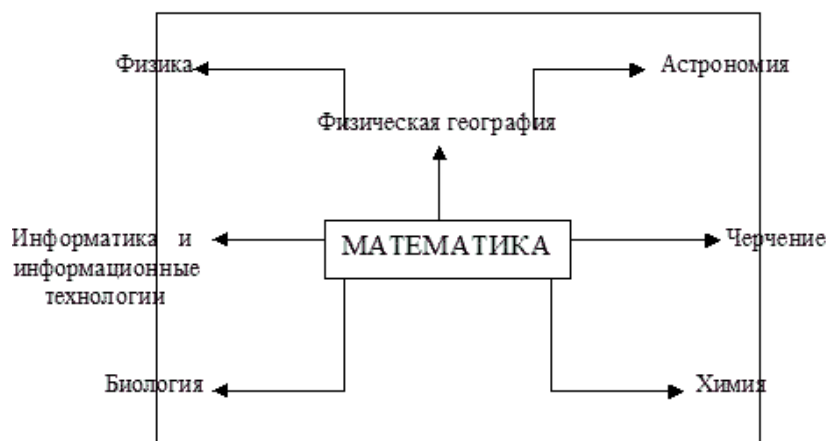 Физика
Астрономия
Физическая география
Информатика и
информационные
технологии
МАТЕМАТИКА
Черчение
Биология
Химия